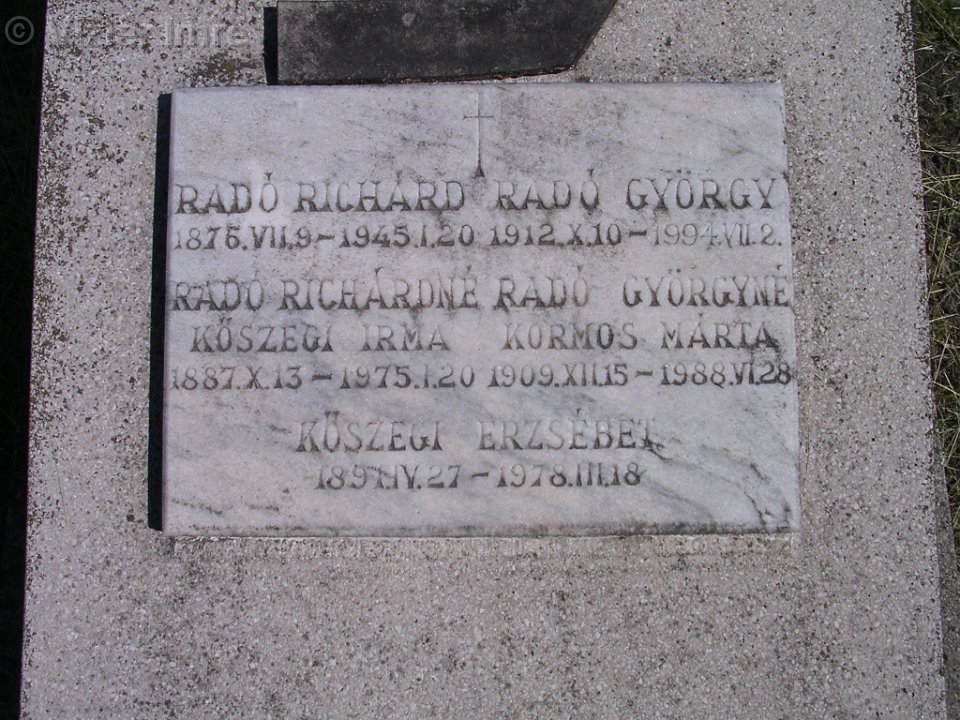 RADÓ RICHÁRD RADÓ GYÖRGY
1875.VII.9–1945.I.20 1912.X.10–1994.VII.2.
RADÓ RICHÁRDNÉ RADÓ GYÖRGYNÉ
KŐSZEGI IRMA KORMOS MÁRTA
1887.X.13–1975.I.20 1909.XII.15–1988.VI.28
KŐSZEGI ERZSÉBET
1891.IV.27–1978.III.18